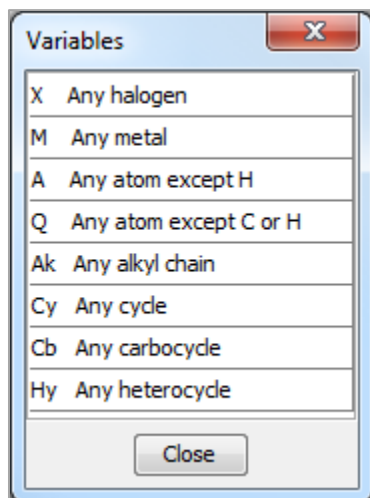 Variables
X Any halogen
M Any metal
A Any atom except H
Q Any atom except C or H
Ak Any alkyl chain
Cy Any cycle
Cb Any carbocycle
Hy Any heterocycle
Close